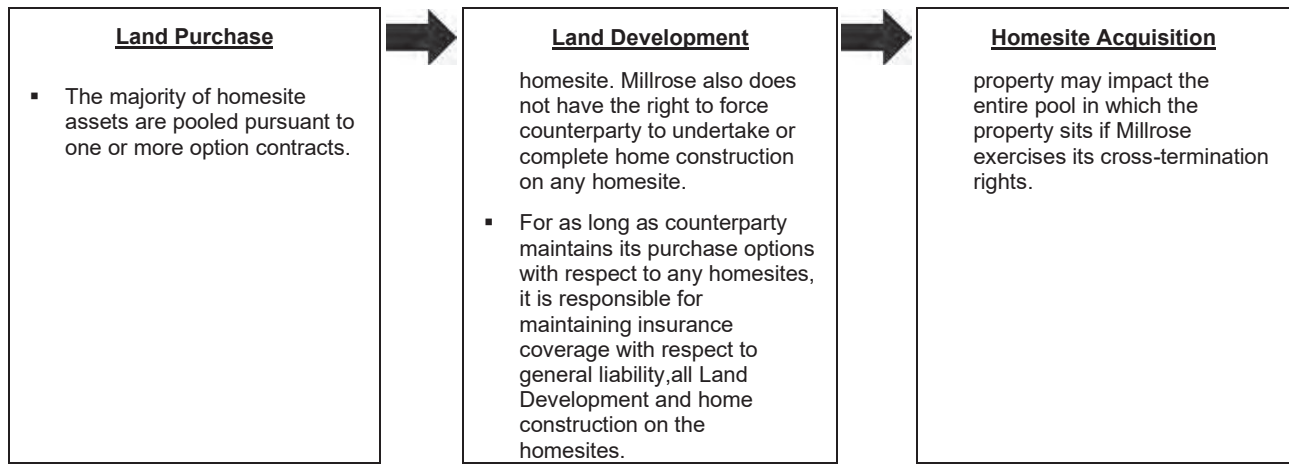 Land Purchase
▪ The majority of homesite
assets are pooled pursuant to
one or more option contracts.
Land Development
homesite. Millrose also does
not have the right to force
counterparty to undertake or
complete home construction
on any homesite.
▪ For as long as counterparty
maintains its purchase options
with respect to any homesites,
it is responsible for
maintaining insurance
coverage with respect to
general liability,all Land
Development and home
construction on the
homesites.
Homesite Acquisition
property may impact the
entire pool in which the
property sits if Millrose
exercises its cross-termination
rights.